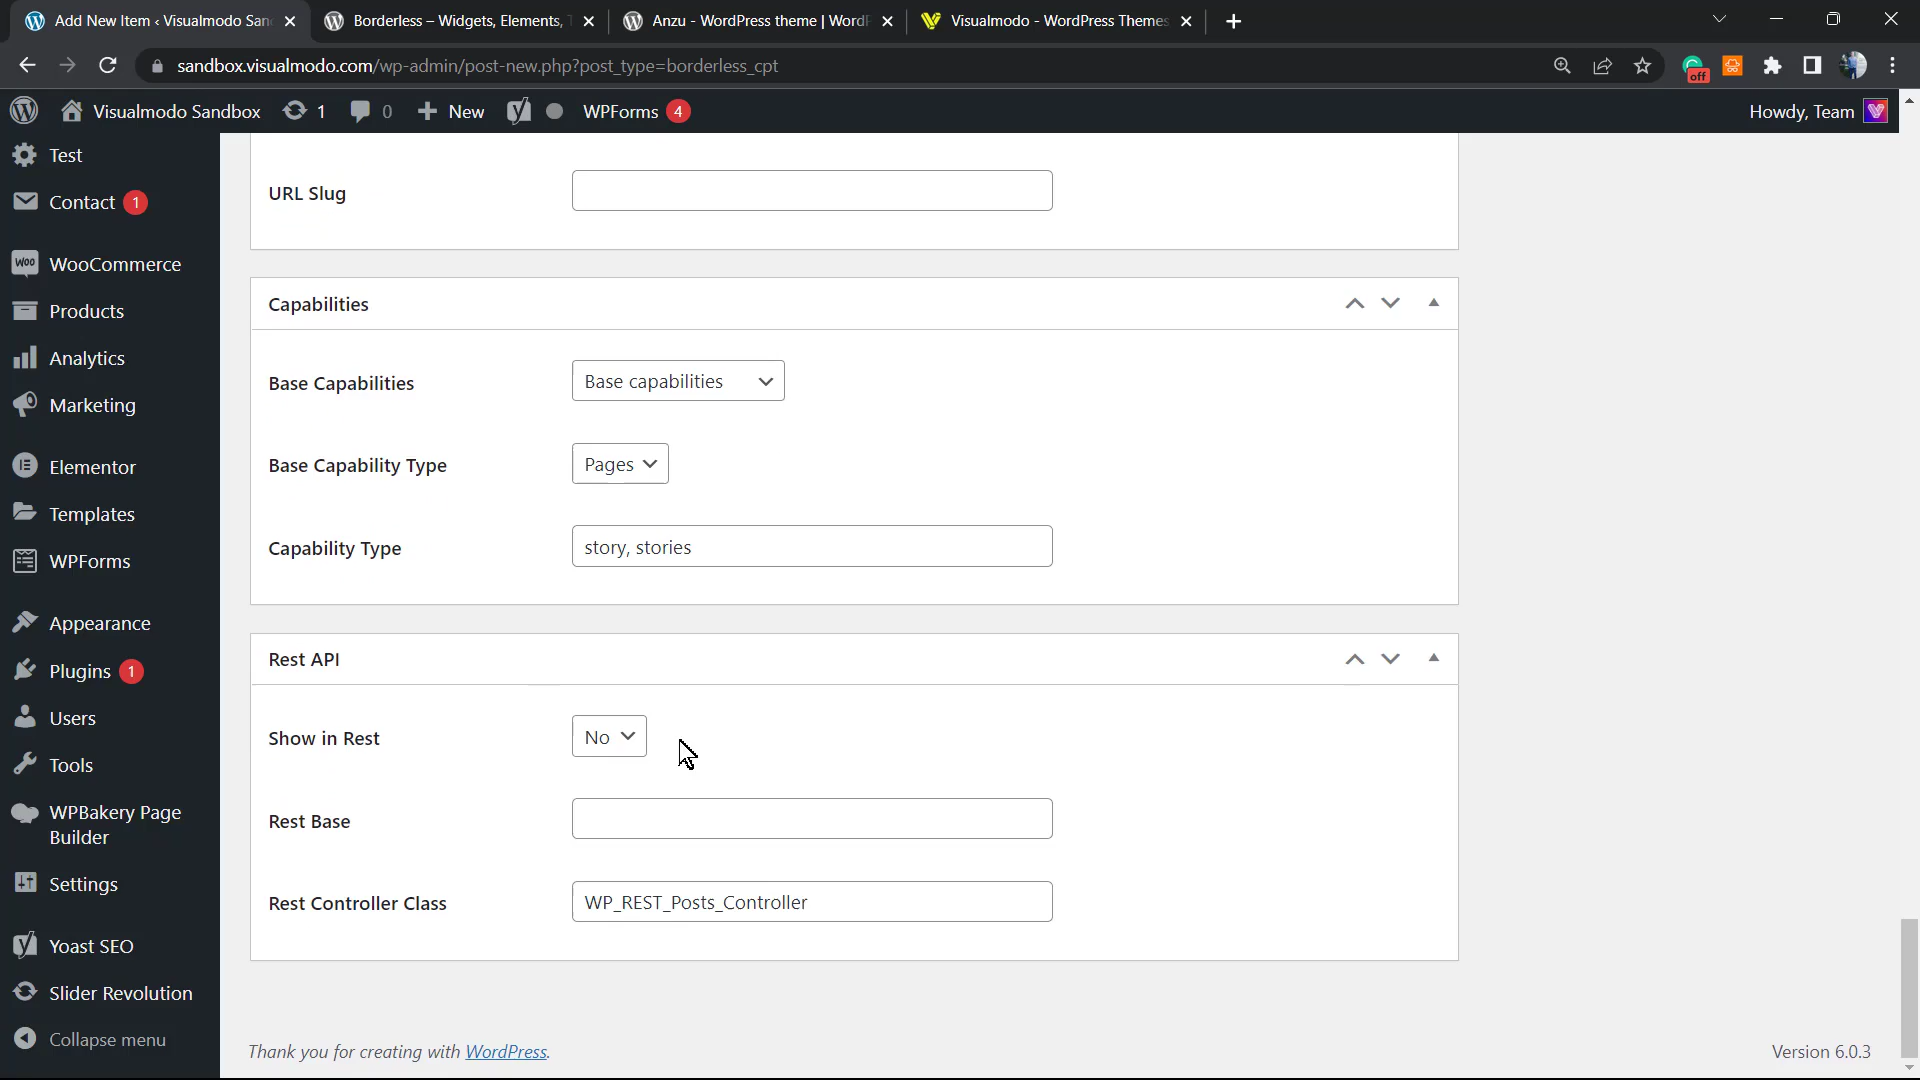 Add New Item ‹ Visualmodo San
Borderless – Widgets, Elements, T
Anzu - WordPress theme | WordP
Visualmodo - WordPress Themes
sandbox.visualmodo.com/wp-admin/post-new.php?post_type=borderless_cpt
off
Visualmodo Sandbox
1
0
New
WPForms
4
Howdy, Team
Test
Contact 1
WooCommerce
Products
Analytics
Marketing
Elementor
Templates
WPForms
Appearance
Plugins 1
Users
Tools
WPBakery Page
Builder
Settings
Yoast SEO
Slider Revolution
Collapse menu
URL Slug
Capabilities
Base Capabilities
Base capabilities
Base Capability Type
Pages
Capability Type
story, stories
Rest API
Show in Rest
No
Rest Base
Rest Controller Class
WP_REST_Posts_Controller
Thank you for creating with WordPress.
Version 6.0.3